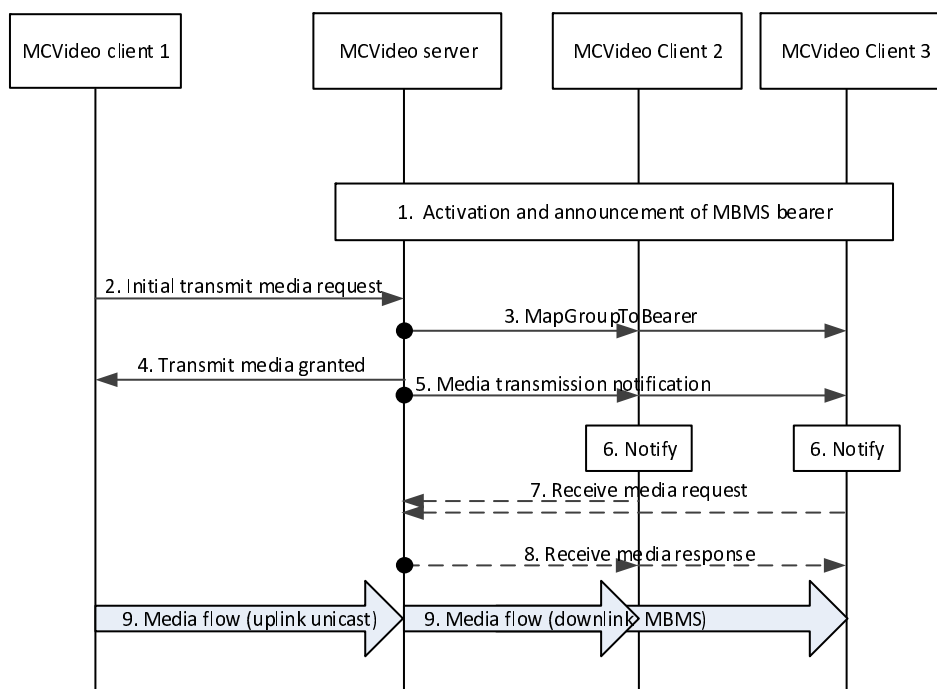 MCVideo client 1
MCVideo server
MCVideo Client 2
MCVideo Client 3
1. Activation and announcement of MBMS bearer
2. Initial transmit media request
3. MapGroupToBearer
4. Transmit media granted
5. Media transmission notification
6. Notify
6. Notify
7. Receive media request
8. Receive media response
9. Media flow (uplink unicast)
9. Media flow (downlink MBMS)